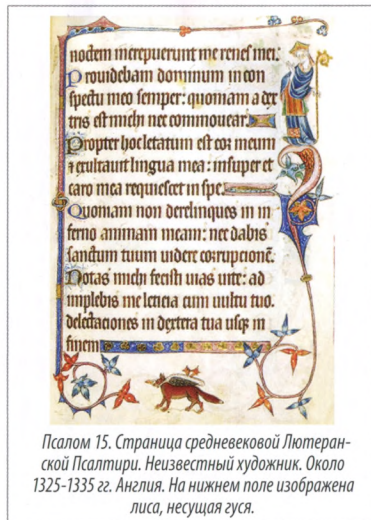 noctem increpuerunt me renes mei:
Prouidebam dominum in con
spectu meo semper: quoniam a dex
tris est michi ne commouear.
Propter hoc letatum est cor meum
⁊ exultauit lingua mea: insuper et
caro mea requiescet in spe.
Quoniam non derelinques in in
ferno animam meam: nec dabis
sanctum tuum uidere corrupcionē.
Notas michi fecisti uias uite: ad
implebis me leticia cum uultu tuo.
delectaciones in dextera tua usqꝫ in
finem
Псалом 15. Страница средневековой Лютеран-
ской Псалтири. Неизвестный художник. Около
1325-1335 гг. Англия. На нижнем поле изображена
лиса, несущая гуся.